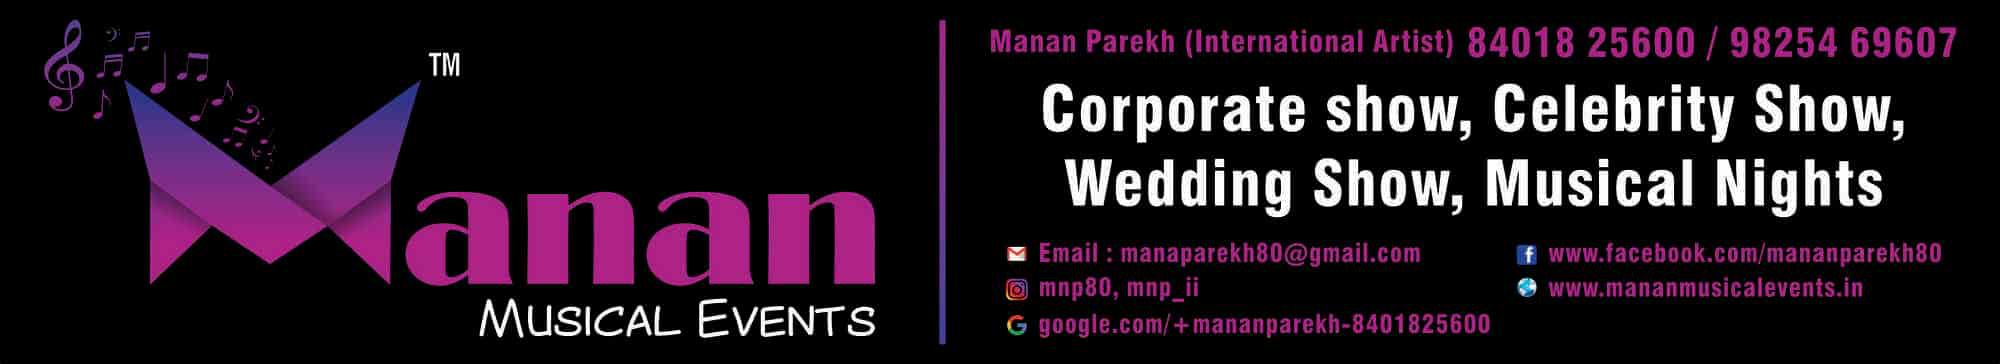 Manan
TM
MUSICAL EVENTS
Manan Parekh (International Artist) 84018 25600 / 98254 69607
Corporate show, Celebrity Show,
Wedding Show, Musical Nights
Email : manaparekh80@gmail.com
www.facebook.com/mananparekh80
mnp80, mnp_ii
www.mananmusicalevents.in
google.com/+mananparekh-8401825600